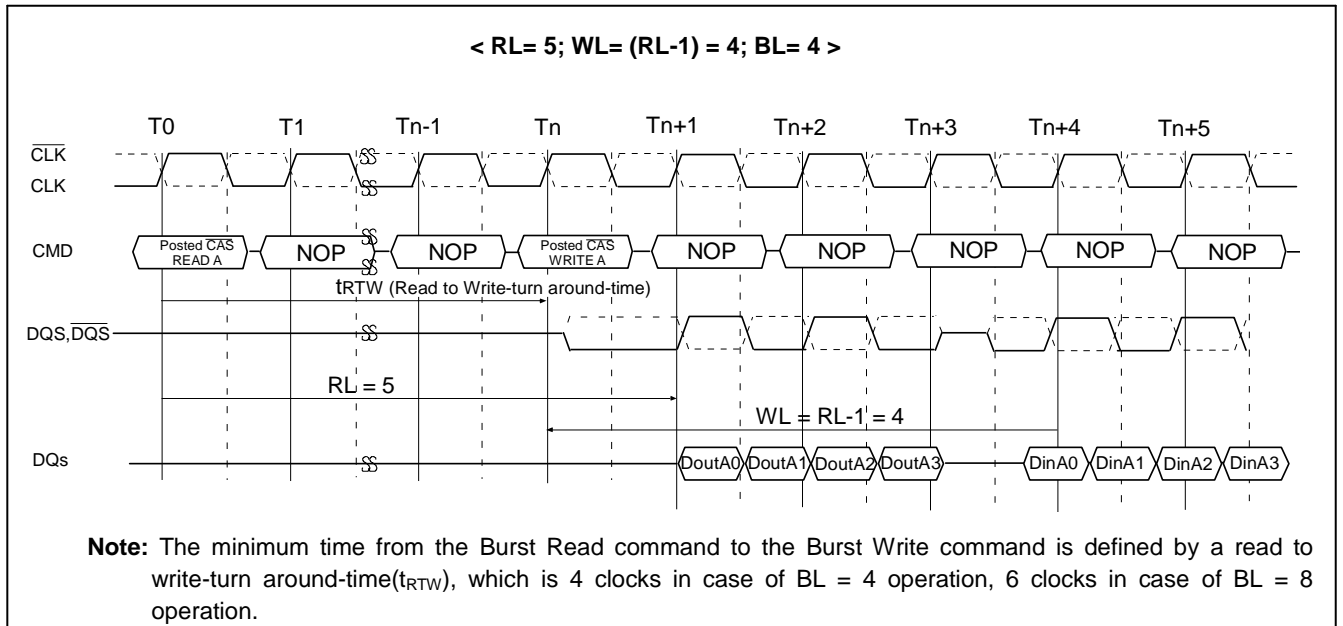 < RL= 5; WL= (RL-1) = 4; BL= 4 >
T0 T1 Tn-1 Tn Tn+1 Tn+2 Tn+3 Tn+4 Tn+5
C̅L̅K̅
CLK
CMD Posted C̅A̅S̅ READ A NOP NOP Posted C̅A̅S̅ WRITE A NOP NOP NOP NOP NOP
tRTW (Read to Write-turn around-time)
DQS,D̅Q̅S̅
RL = 5
WL = RL-1 = 4
DQs DoutA0 DoutA1 DoutA2 DoutA3 DinA0 DinA1 DinA2 DinA3
Note: The minimum time from the Burst Read command to the Burst Write command is defined by a read to
write-turn around-time(tRTW), which is 4 clocks in case of BL = 4 operation, 6 clocks in case of BL = 8
operation.